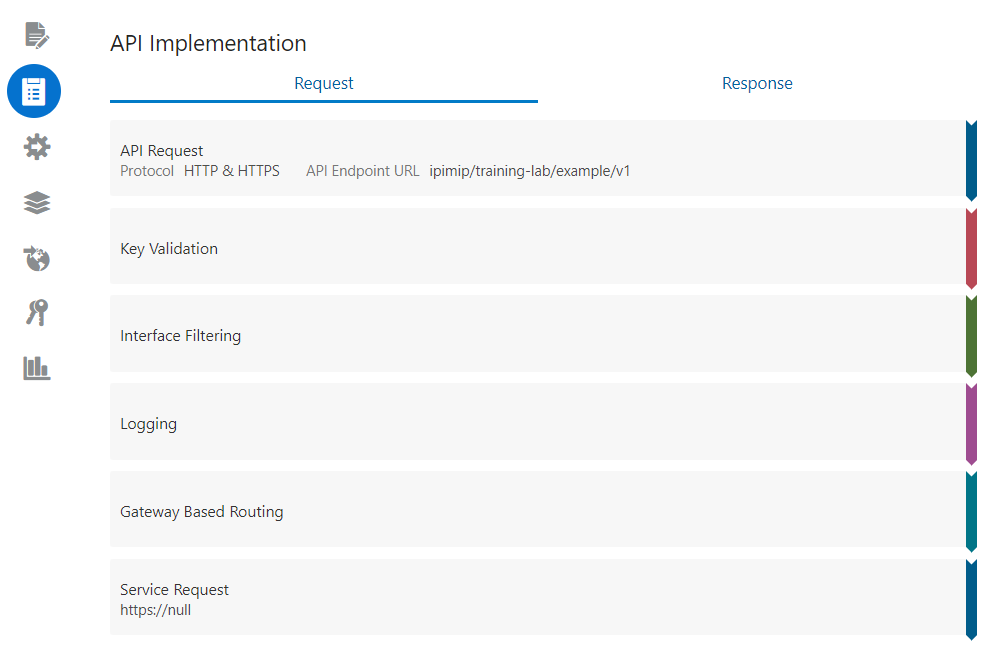 API Implementation
Request Response
API Request
Protocol HTTP & HTTPS API Endpoint URL ipimip/training-lab/example/v1
Key Validation
Interface Filtering
Logging
Gateway Based Routing
Service Request
https://null